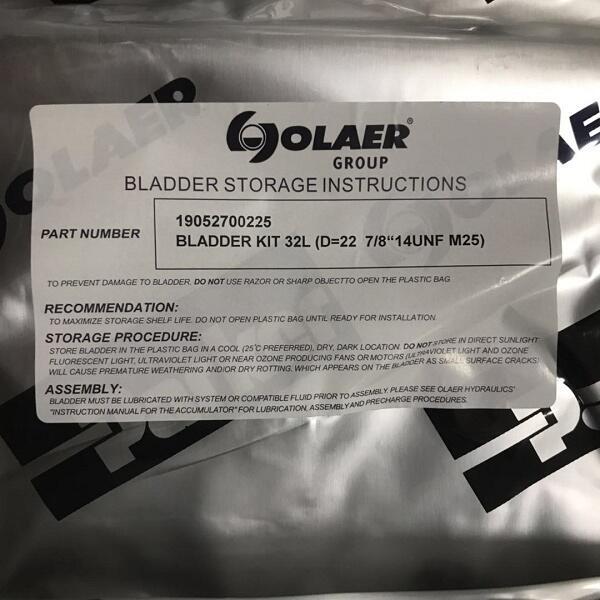 OLAER
OLAER®
GROUP
BLADDER STORAGE INSTRUCTIONS
PART NUMBER
19052700225
BLADDER KIT 32L (D=22 7/8“14UNF M25)
TO PREVENT DAMAGE TO BLADDER. DO NOT USE RAZOR OR SHARP OBJECTTO OPEN THE PLASTIC BAG
RECOMMENDATION:
TO MAXIMIZE STORAGE SHELF LIFE. DO NOT OPEN PLASTIC BAG UNTIL READY FOR INSTALLATION.
STORAGE PROCEDURE:
STORE BLADDER IN THE PLASTIC BAG IN A COOL (25℃ PREFERRED), DRY, DARK LOCATION. DO NOT STORE IN DIRECT SUNLIGHT
FLUORESCENT LIGHT, ULTRAVIOLET LIGHT OR NEAR OZONE PRODUCING FANS OR MOTORS (ULTRAVIOLET LIGHT AND OZONE
WILL CAUSE PREMATURE WEATHERING AND/OR DRY ROTTING. WHICH APPEARS ON THE BLADDER AS SMALL SURFACE CRACKS)
ASSEMBLY:
BLADDER MUST BE LUBRICATED WITH SYSTEM OR COMPATIBLE FLUID PRIOR TO ASSEMBLY. PLEASE SEE OLAER HYDRAULICS'
"INSTRUCTION MANUAL FOR THE ACCUMULATOR" FOR LUBRICATION, ASSEMBLY AND PRECHARGE PROCEDURES.